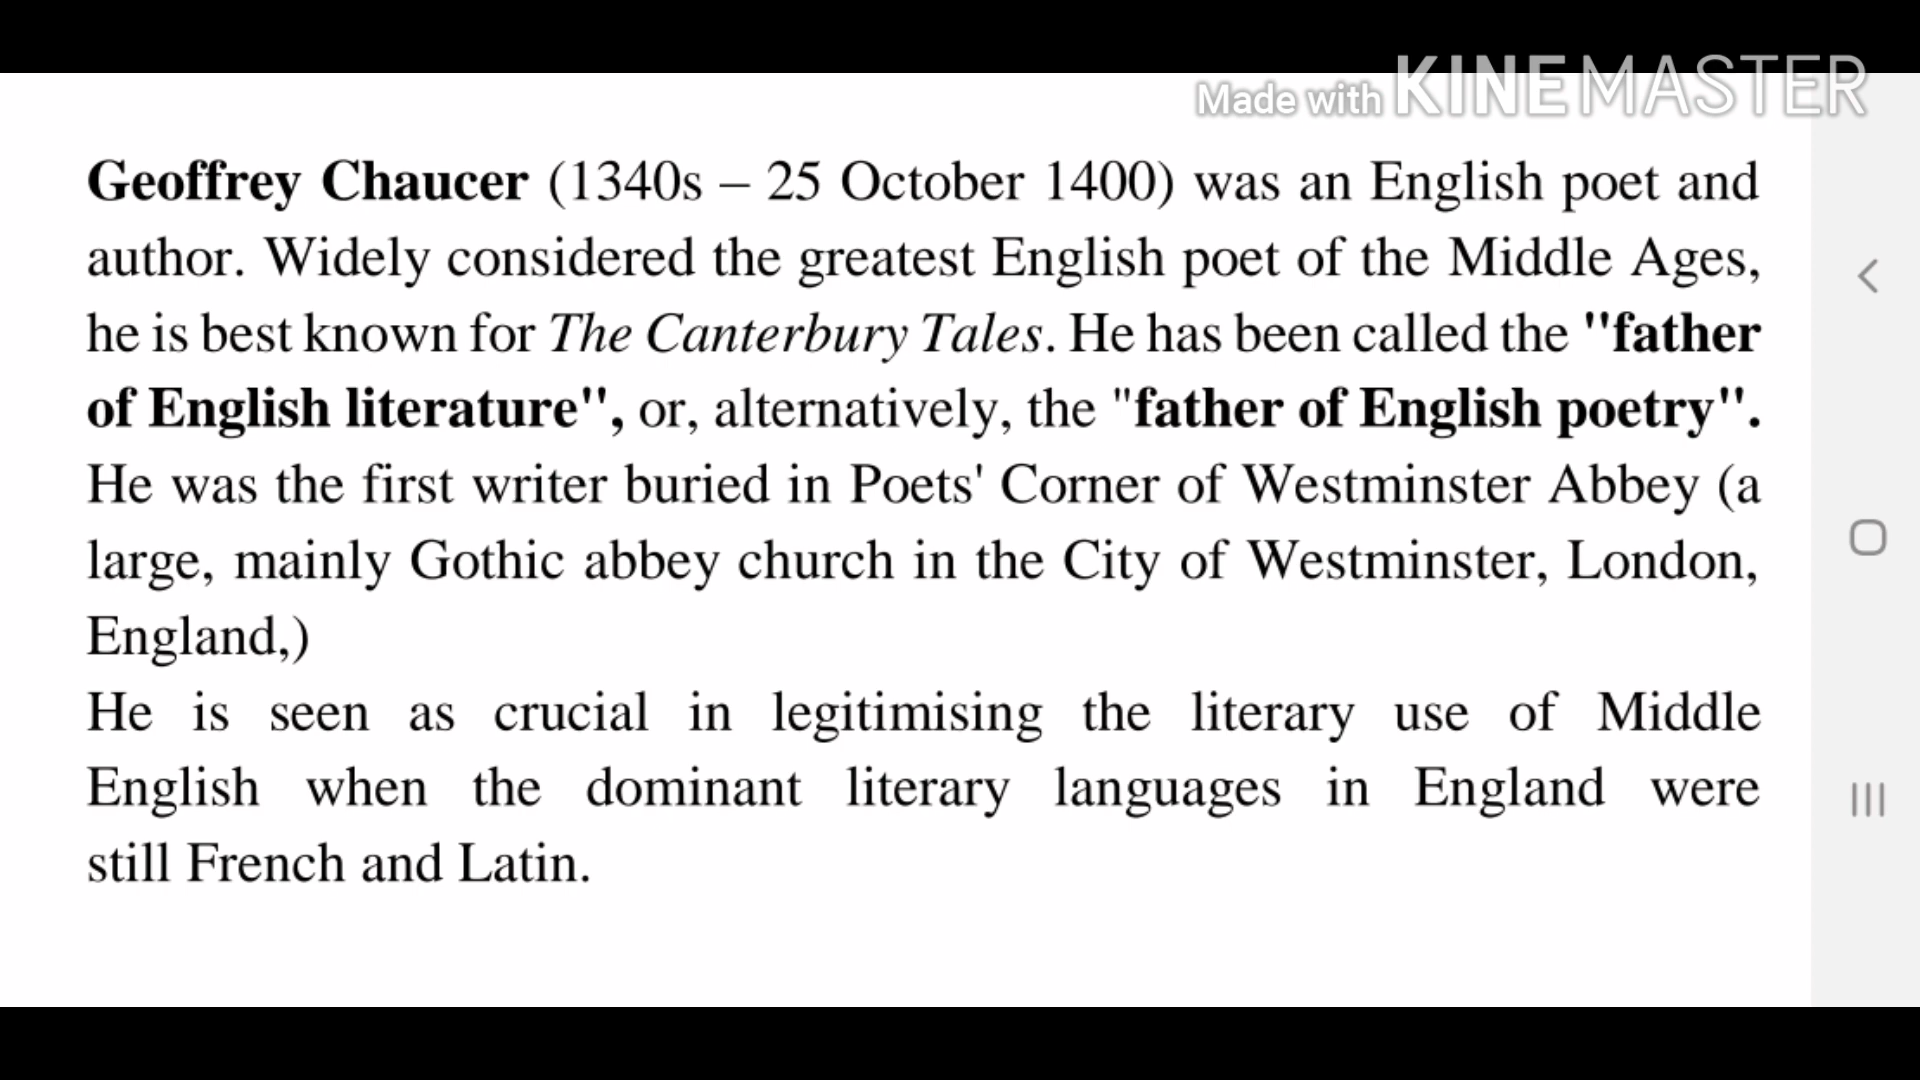 Made with KINEMASTER
Geoffrey Chaucer (1340s – 25 October 1400) was an English poet and
author. Widely considered the greatest English poet of the Middle Ages,
he is best known for The Canterbury Tales. He has been called the "father
of English literature", or, alternatively, the "father of English poetry".
He was the first writer buried in Poets' Corner of Westminster Abbey (a
large, mainly Gothic abbey church in the City of Westminster, London,
England,)
He is seen as crucial in legitimising the literary use of Middle
English when the dominant literary languages in England were
still French and Latin.